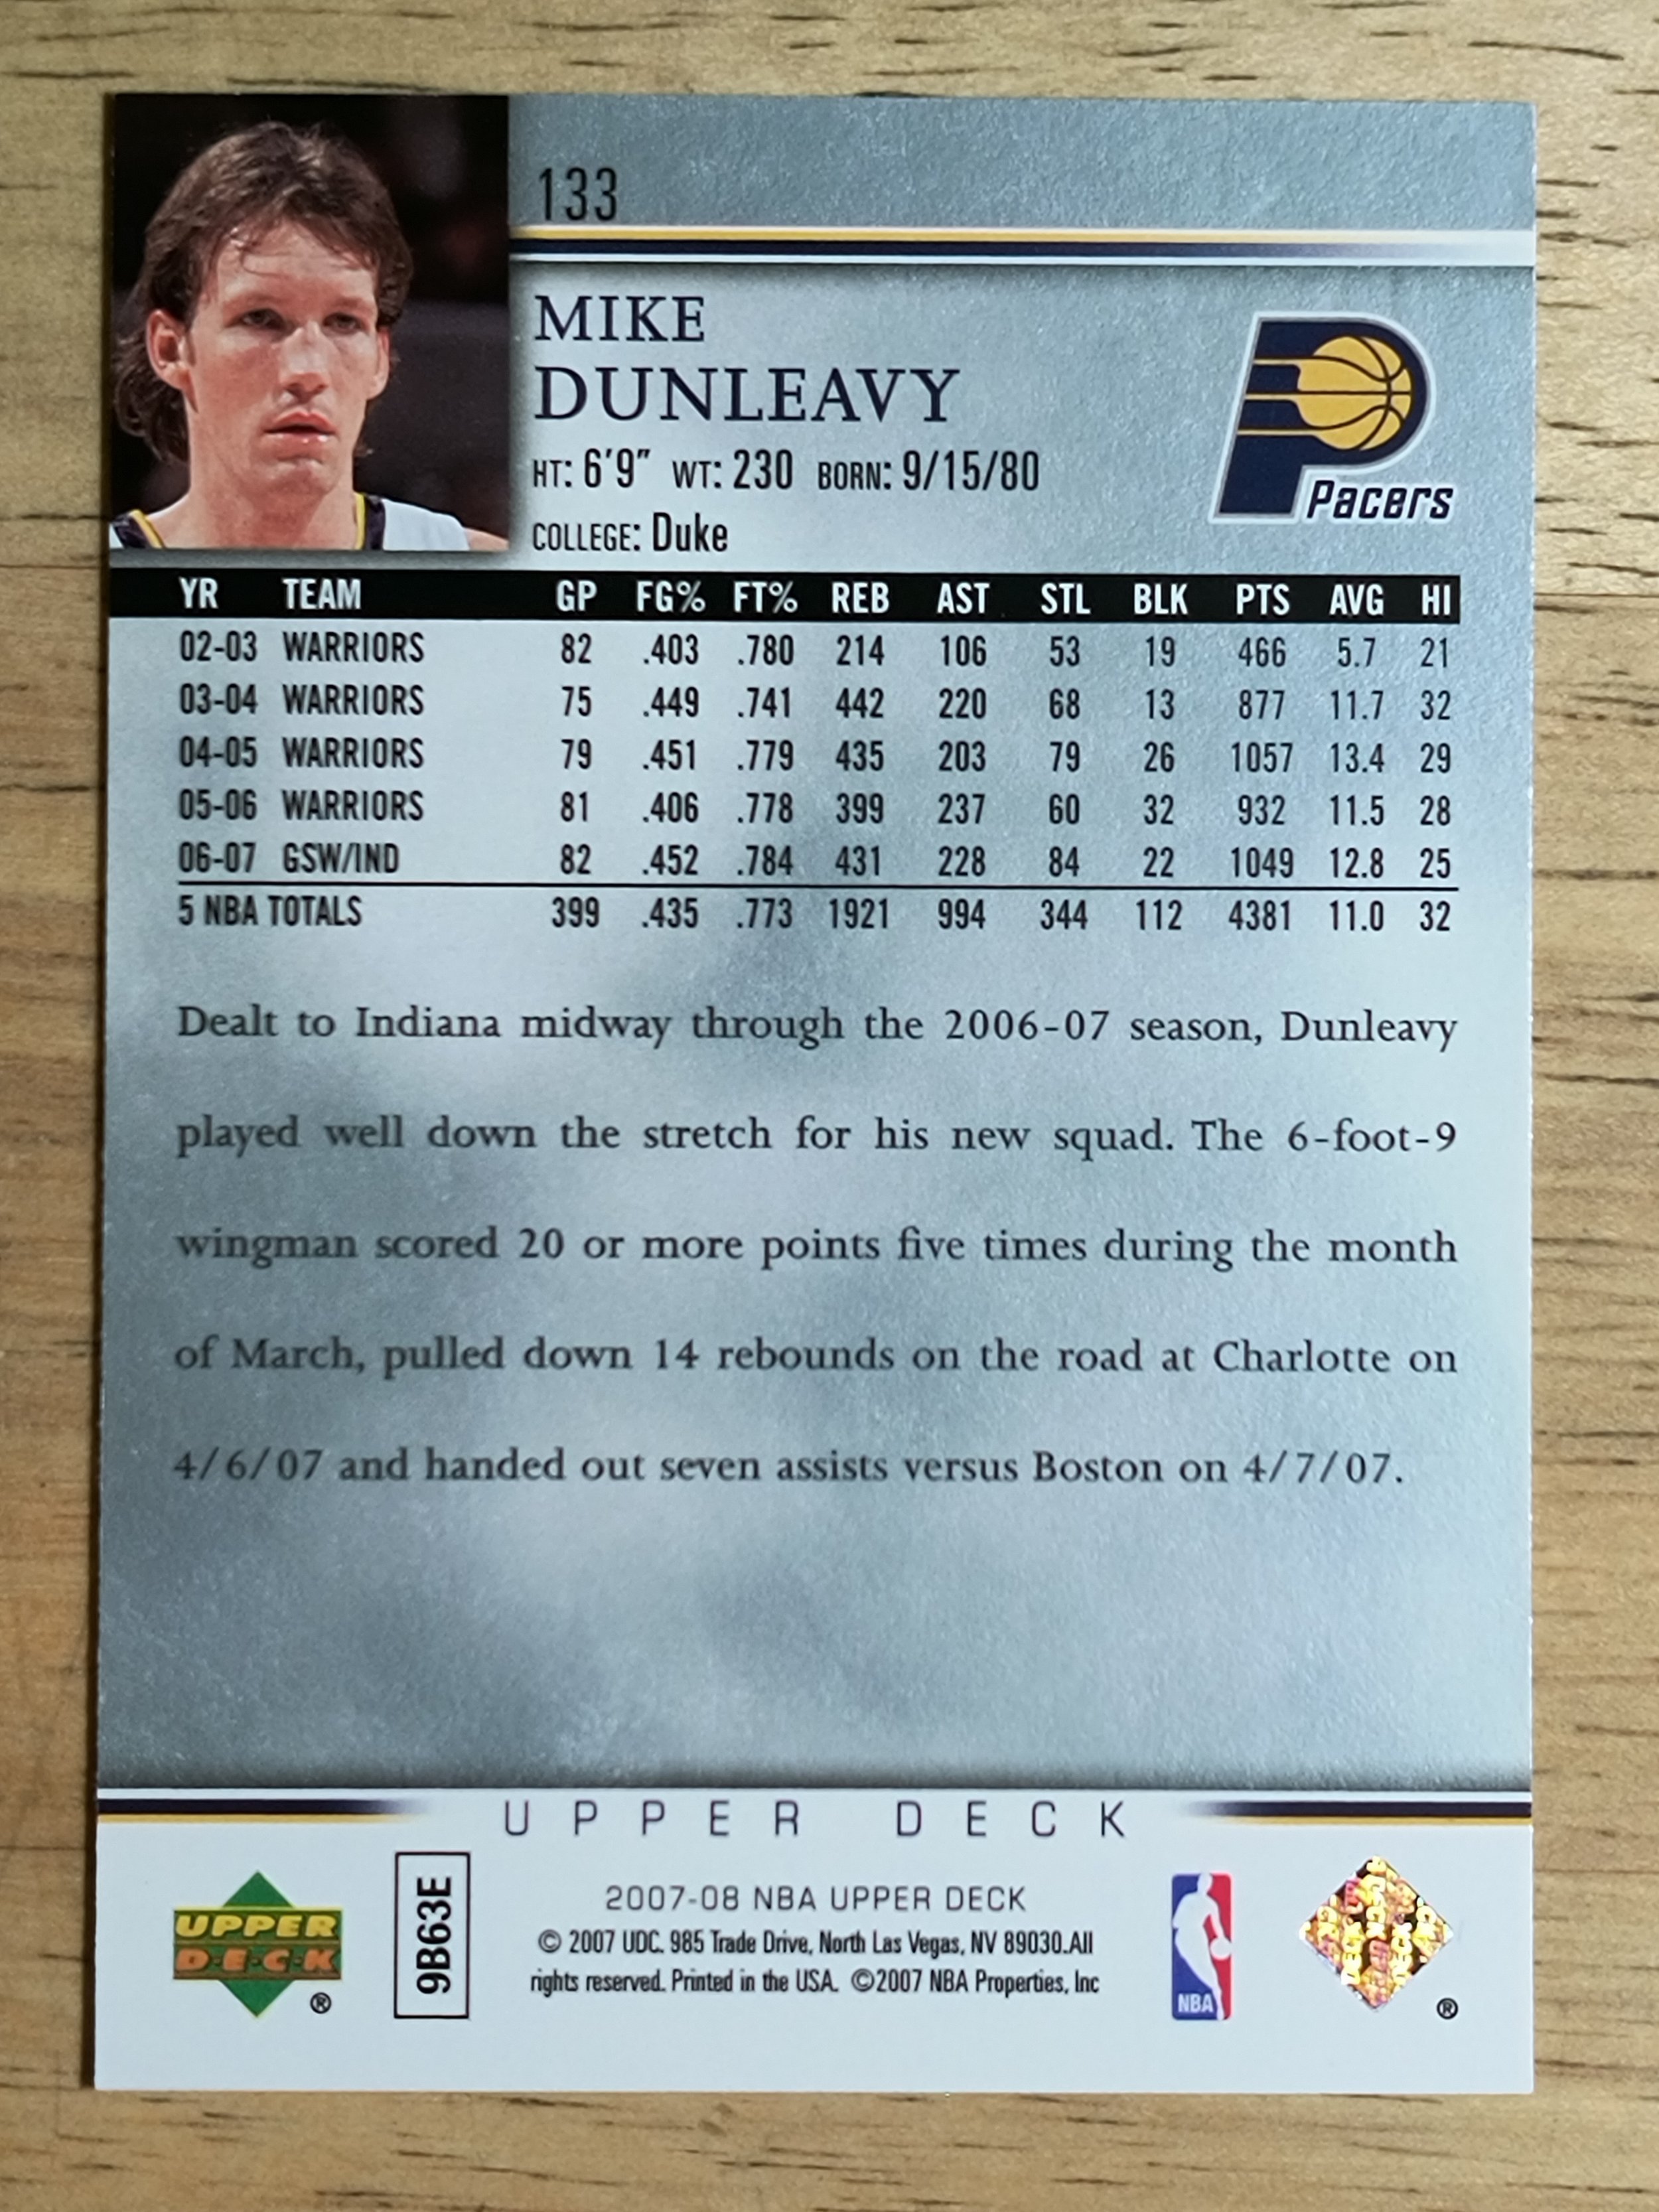 133
MIKE
DUNLEAVY
HT: 6'9" WT: 230 BORN: 9/15/80
COLLEGE: Duke
Pacers
YR TEAM GP FG% FT% REB AST STL BLK PTS AVG HI
02-03 WARRIORS 82 .403 .780 214 106 53 19 466 5.7 21
03-04 WARRIORS 75 .449 .741 442 220 68 13 877 11.7 32
04-05 WARRIORS 79 .451 .779 435 203 79 26 1057 13.4 29
05-06 WARRIORS 81 .406 .778 399 237 60 32 932 11.5 28
06-07 GSW/IND 82 .452 .784 431 228 84 22 1049 12.8 25
5 NBA TOTALS 399 .435 .773 1921 994 344 112 4381 11.0 32
Dealt to Indiana midway through the 2006-07 season, Dunleavy
played well down the stretch for his new squad. The 6-foot-9
wingman scored 20 or more points five times during the month
of March, pulled down 14 rebounds on the road at Charlotte on
4/6/07 and handed out seven assists versus Boston on 4/7/07.
UPPER DECK
UPPER
D·E·C·K
®
9B63E
2007-08 NBA UPPER DECK
© 2007 UDC. 985 Trade Drive, North Las Vegas, NV 89030.All
rights reserved. Printed in the USA. ©2007 NBA Properties, Inc
NBA
®